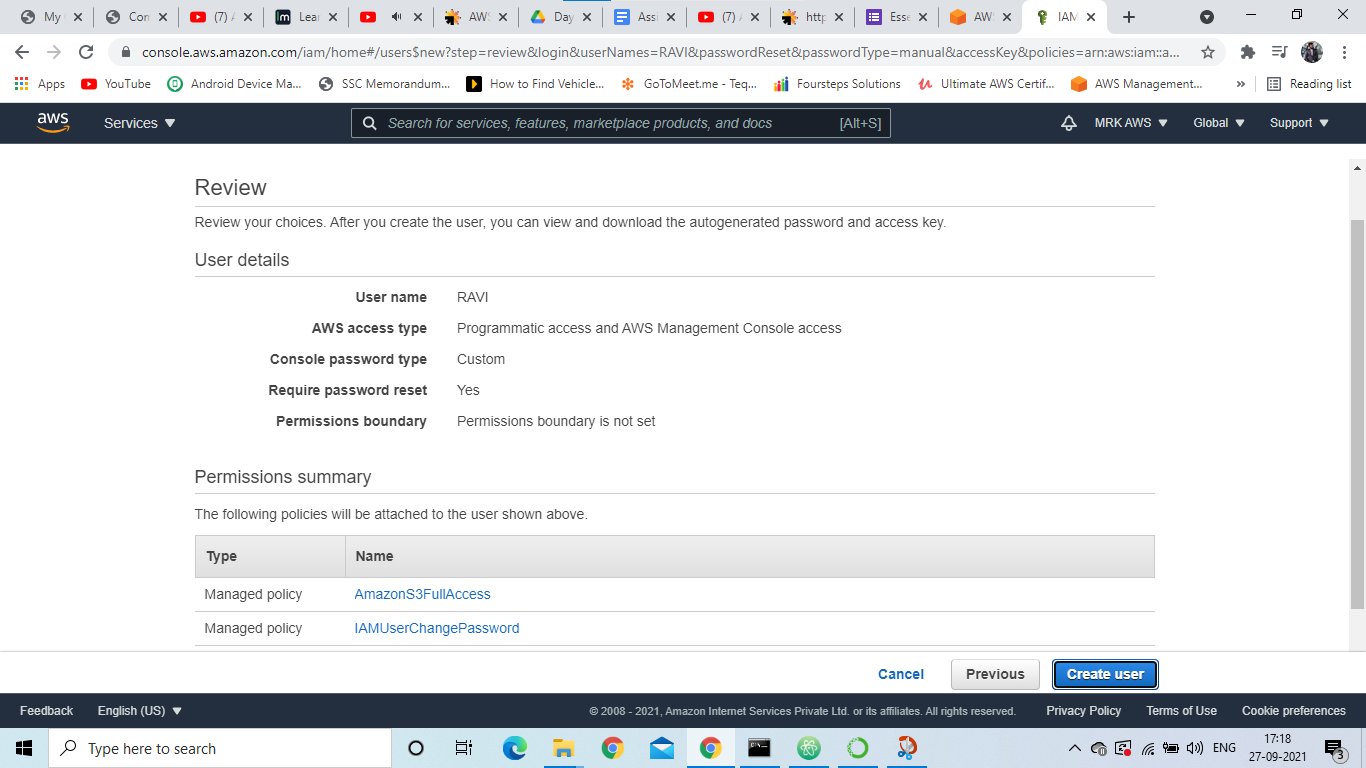 My
Con
(7) A
Lear
AWS
Day
Assi
(7) A
http
Esse
AWS
IAM
console.aws.amazon.com/iam/home#/users$new?step=review&login&userNames=RAVI&passwordReset&passwordType=manual&accessKey&policies=arn:aws:iam::a...
Apps
YouTube
Android Device Ma...
SSC Memorandum...
How to Find Vehicle...
GoToMeet.me - Teq...
Foursteps Solutions
Ultimate AWS Certif...
AWS Management...
»
Reading list
aws
Services
Search for services, features, marketplace products, and docs
[Alt+S]
MRK AWS
Global
Support
Review
Review your choices. After you create the user, you can view and download the autogenerated password and access key.
User details
User name RAVI
AWS access type Programmatic access and AWS Management Console access
Console password type Custom
Require password reset Yes
Permissions boundary Permissions boundary is not set
Permissions summary
The following policies will be attached to the user shown above.
Type Name
Managed policy AmazonS3FullAccess
Managed policy IAMUserChangePassword
Cancel
Previous
Create user
Feedback
English (US)
© 2008 - 2021, Amazon Internet Services Private Ltd. or its affiliates. All rights reserved.
Privacy Policy
Terms of Use
Cookie preferences
Type here to search
ENG
17:18
27-09-2021
3